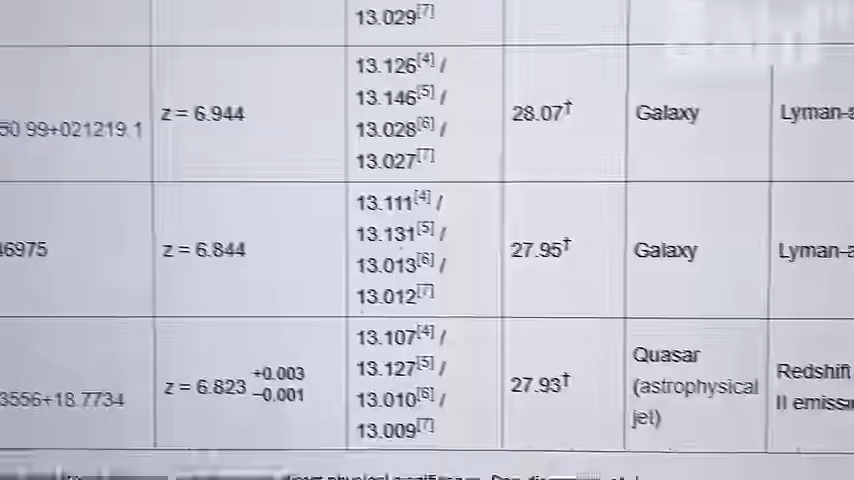 13.029[7]
50.99+021219.1
z = 6.944
13.126[4] /
13.146[5] /
13.028[6] /
13.027[7]
28.07†
Galaxy
Lyman-a
46975
z = 6.844
13.111[4] /
13.131[5] /
13.013[6] /
13.012[7]
27.95†
Galaxy
Lyman-a
3556+18.7734
z = 6.823 +0.003 −0.001
13.107[4] /
13.127[5] /
13.010[6] /
13.009[7]
27.93†
Quasar
(astrophysical
jet)
Redshift
II emissi